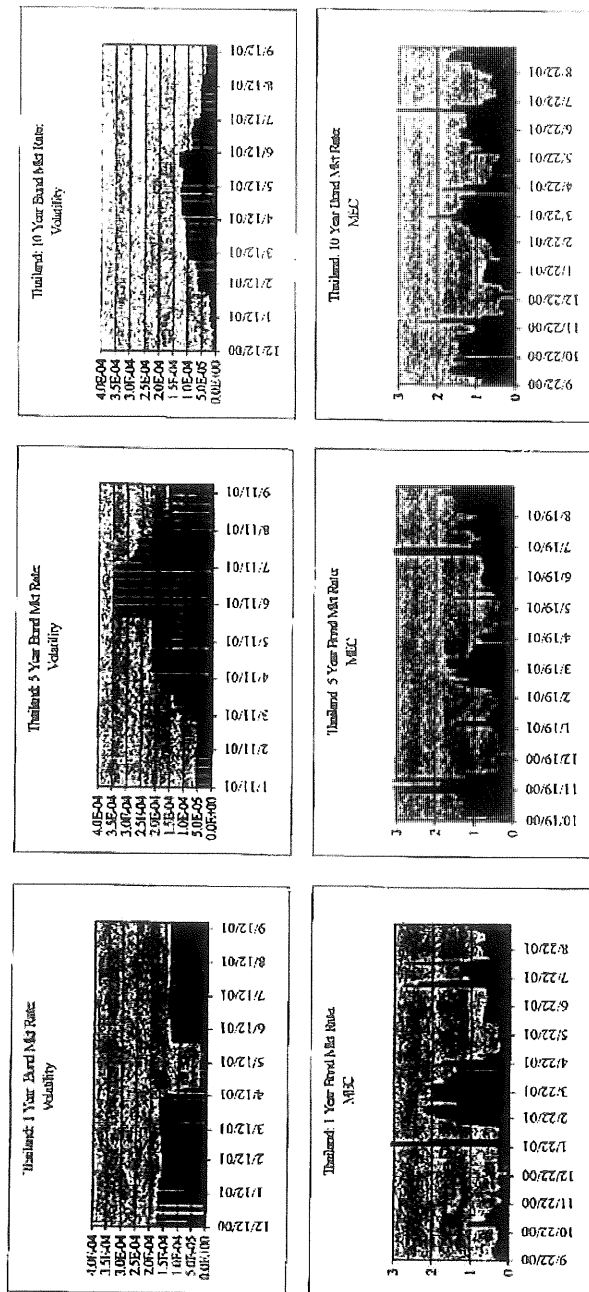 Thailand: 1 Year Bond Mkt Rate:
Volatility
4.0E-04
3.5E-04
3.0E-04
2.5E-04
2.0E-04
1.5E-04
1.0E-04
5.0E-05
0.0E+00
12/12/00
1/12/01
2/12/01
3/12/01
4/12/01
5/12/01
6/12/01
7/12/01
8/12/01
9/12/01
Thailand: 5 Year Bond Mkt Rate:
Volatility
4.0E-04
3.5E-04
3.0E-04
2.5E-04
2.0E-04
1.5E-04
1.0E-04
5.0E-05
0.0E+00
1/11/01
2/11/01
3/11/01
4/11/01
5/11/01
6/11/01
7/11/01
8/11/01
9/11/01
Thailand: 10 Year Bond Mkt Rate:
Volatility
4.0E-04
3.5E-04
3.0E-04
2.5E-04
2.0E-04
1.5E-04
1.0E-04
5.0E-05
0.0E+00
12/12/00
1/12/01
2/12/01
3/12/01
4/12/01
5/12/01
6/12/01
7/12/01
8/12/01
9/12/01
Thailand: 1 Year Bond Mkt Rate:
MEC
3
2
1
0
9/22/00
10/22/00
11/22/00
12/22/00
1/22/01
2/22/01
3/22/01
4/22/01
5/22/01
6/22/01
7/22/01
8/22/01
Thailand: 5 Year Bond Mkt Rate:
MEC
3
2
1
0
10/19/00
11/19/00
12/19/00
1/19/01
2/19/01
3/19/01
4/19/01
5/19/01
6/19/01
7/19/01
8/19/01
Thailand: 10 Year Bond Mkt Rate:
MEC
3
2
1
0
9/22/00
10/22/00
11/22/00
12/22/00
1/22/01
2/22/01
3/22/01
4/22/01
5/22/01
6/22/01
7/22/01
8/22/01